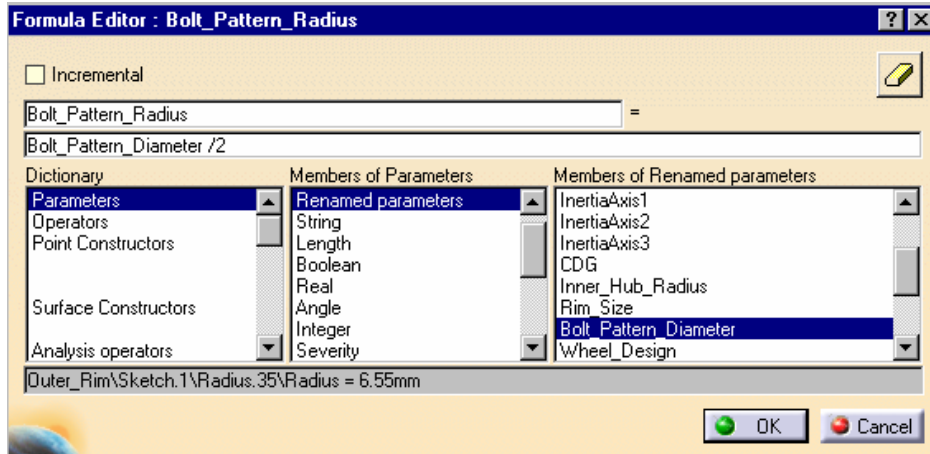 Formula Editor : Bolt_Pattern_Radius
Incremental
Bolt_Pattern_Radius =
Bolt_Pattern_Diameter /2
Dictionary
Parameters
Operators
Point Constructors
Surface Constructors
Analysis operators
Members of Parameters
Renamed parameters
String
Length
Boolean
Real
Angle
Integer
Severity
Members of Renamed parameters
InertiaAxis1
InertiaAxis2
InertiaAxis3
CDG
Inner_Hub_Radius
Rim_Size
Bolt_Pattern_Diameter
Wheel_Design
Outer_Rim\Sketch.1\Radius.35\Radius = 6.55mm
OK Cancel